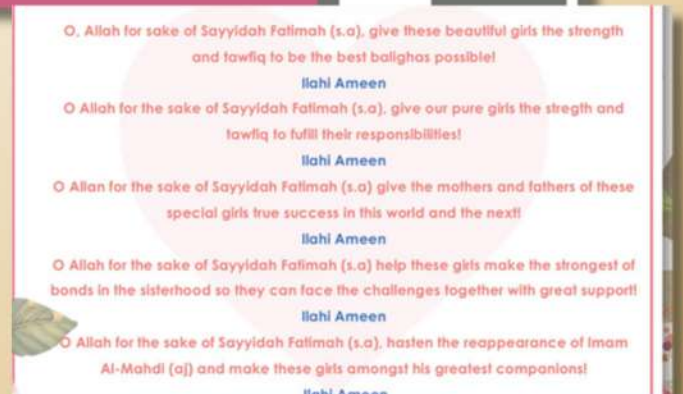 O, Allah for sake of Sayyidah Fatimah (s.a), give these beautiful girls the strength
and tawfiq to be the best balighas possible!
Ilahi Ameen
O Allah for the sake of Sayyidah Fatimah (s.a), give our pure girls the stregth and
tawfiq to fufill their responsibilities!
Ilahi Ameen
O Allan for the sake of Sayyidah Fatimah (s.a) give the mothers and fathers of these
special girls true success in this world and the next!
Ilahi Ameen
O Allah for the sake of Sayyidah Fatimah (s.a) help these girls make the strongest of
bonds in the sisterhood so they can face the challenges together with great support!
Ilahi Ameen
O Allah for the sake of Sayyidah Fatimah (s.a), hasten the reappearance of Imam
Al-Mahdi (aj) and make these girls amongst his greatest companions!
Ilahi Ameen